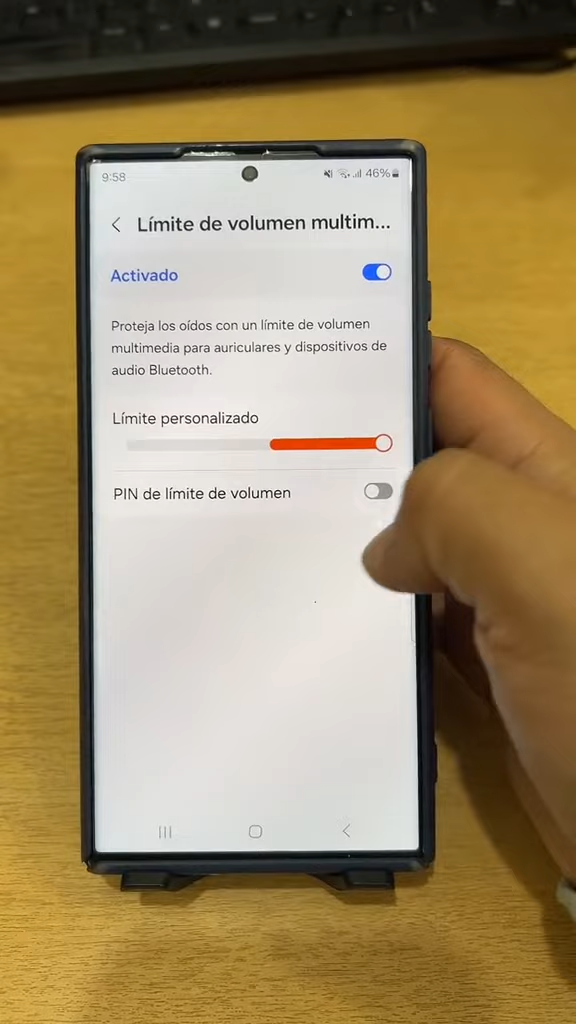 9:58
46%
Límite de volumen multim...
Activado
Proteja los oídos con un límite de volumen
multimedia para auriculares y dispositivos de
audio Bluetooth.
Límite personalizado
PIN de límite de volumen